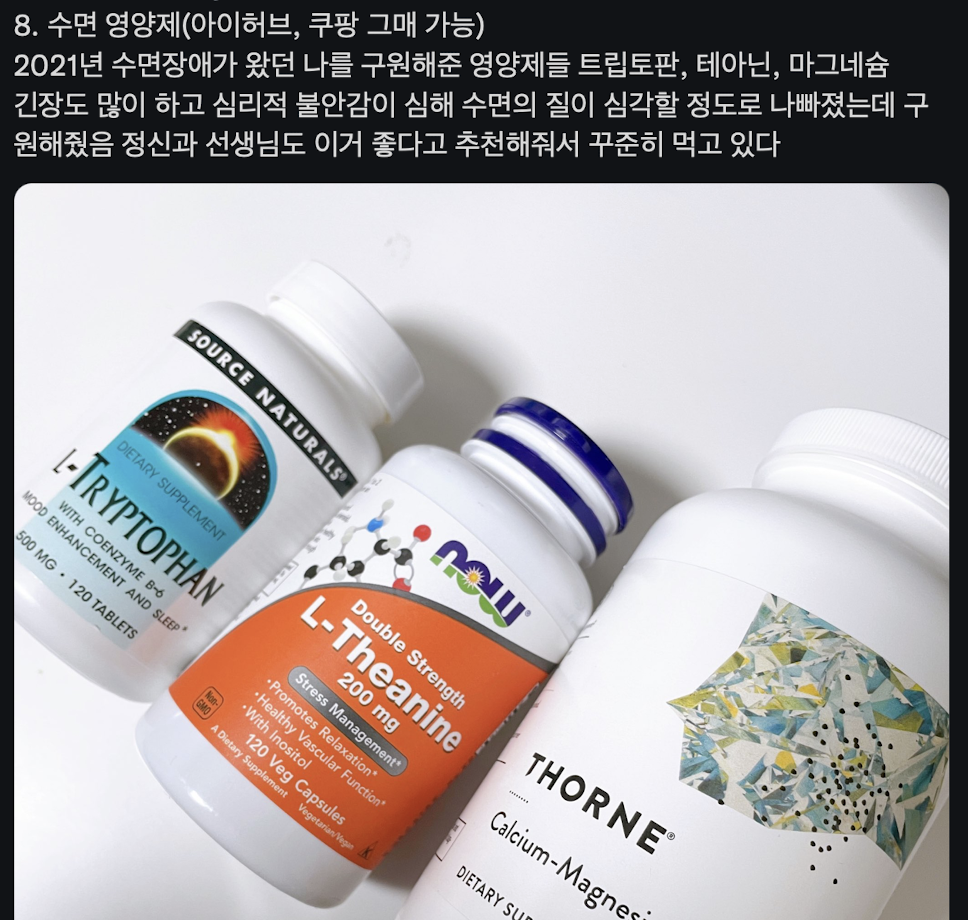 8. 수면 영양제(아이허브, 쿠팡 그매 가능)
2021년 수면장애가 왔던 나를 구원해준 영양제들 트립토판, 테아닌, 마그네슘
긴장도 많이 하고 심리적 불안감이 심해 수면의 질이 심각할 정도로 나빠졌는데 구
원해줬음 정신과 선생님도 이거 좋다고 추천해줘서 꾸준히 먹고 있다
SOURCE NATURALS®
DIETARY SUPPLEMENT
L-TRYPTOPHAN
WITH COENZYME B-6
MOOD ENHANCEMENT AND SLEEP*
500 MG • 120 TABLETS
NOW®
Double Strength
L-Theanine
200 mg
Stress Management*
•Promotes Relaxation*
•Healthy Vascular Function*
•With Inositol
120 Veg Capsules
A Dietary Supplement
Vegetarian/Vegan
Non-
GMO
THORNE®
Calcium-Magnesi
DIETARY SUP